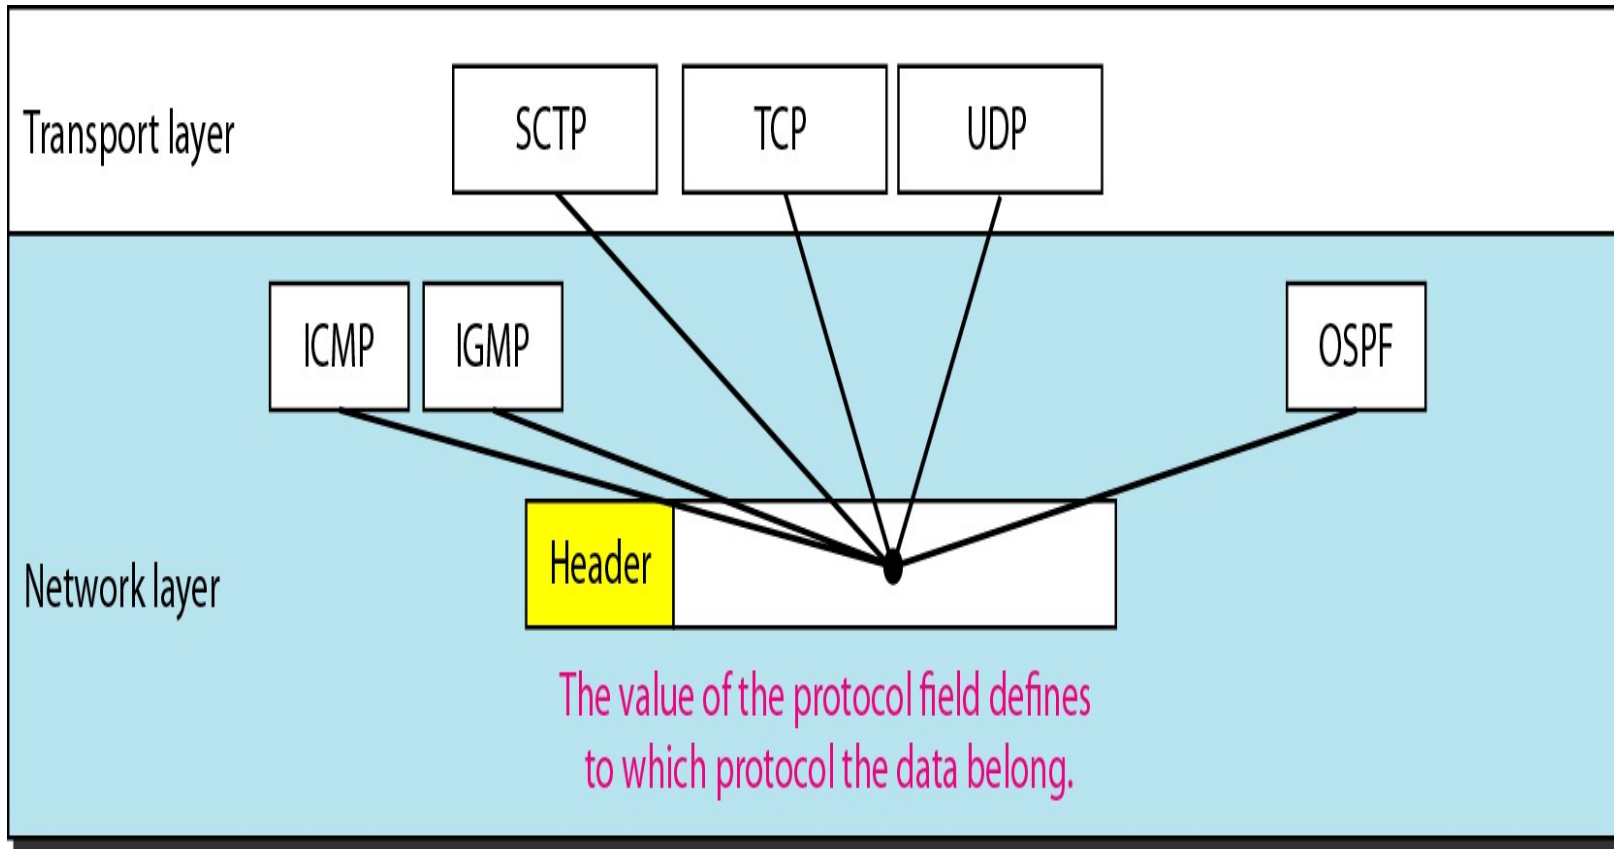 Transport layer
SCTP
TCP
UDP
ICMP
IGMP
OSPF
Network layer
Header
The value of the protocol field defines
to which protocol the data belong.